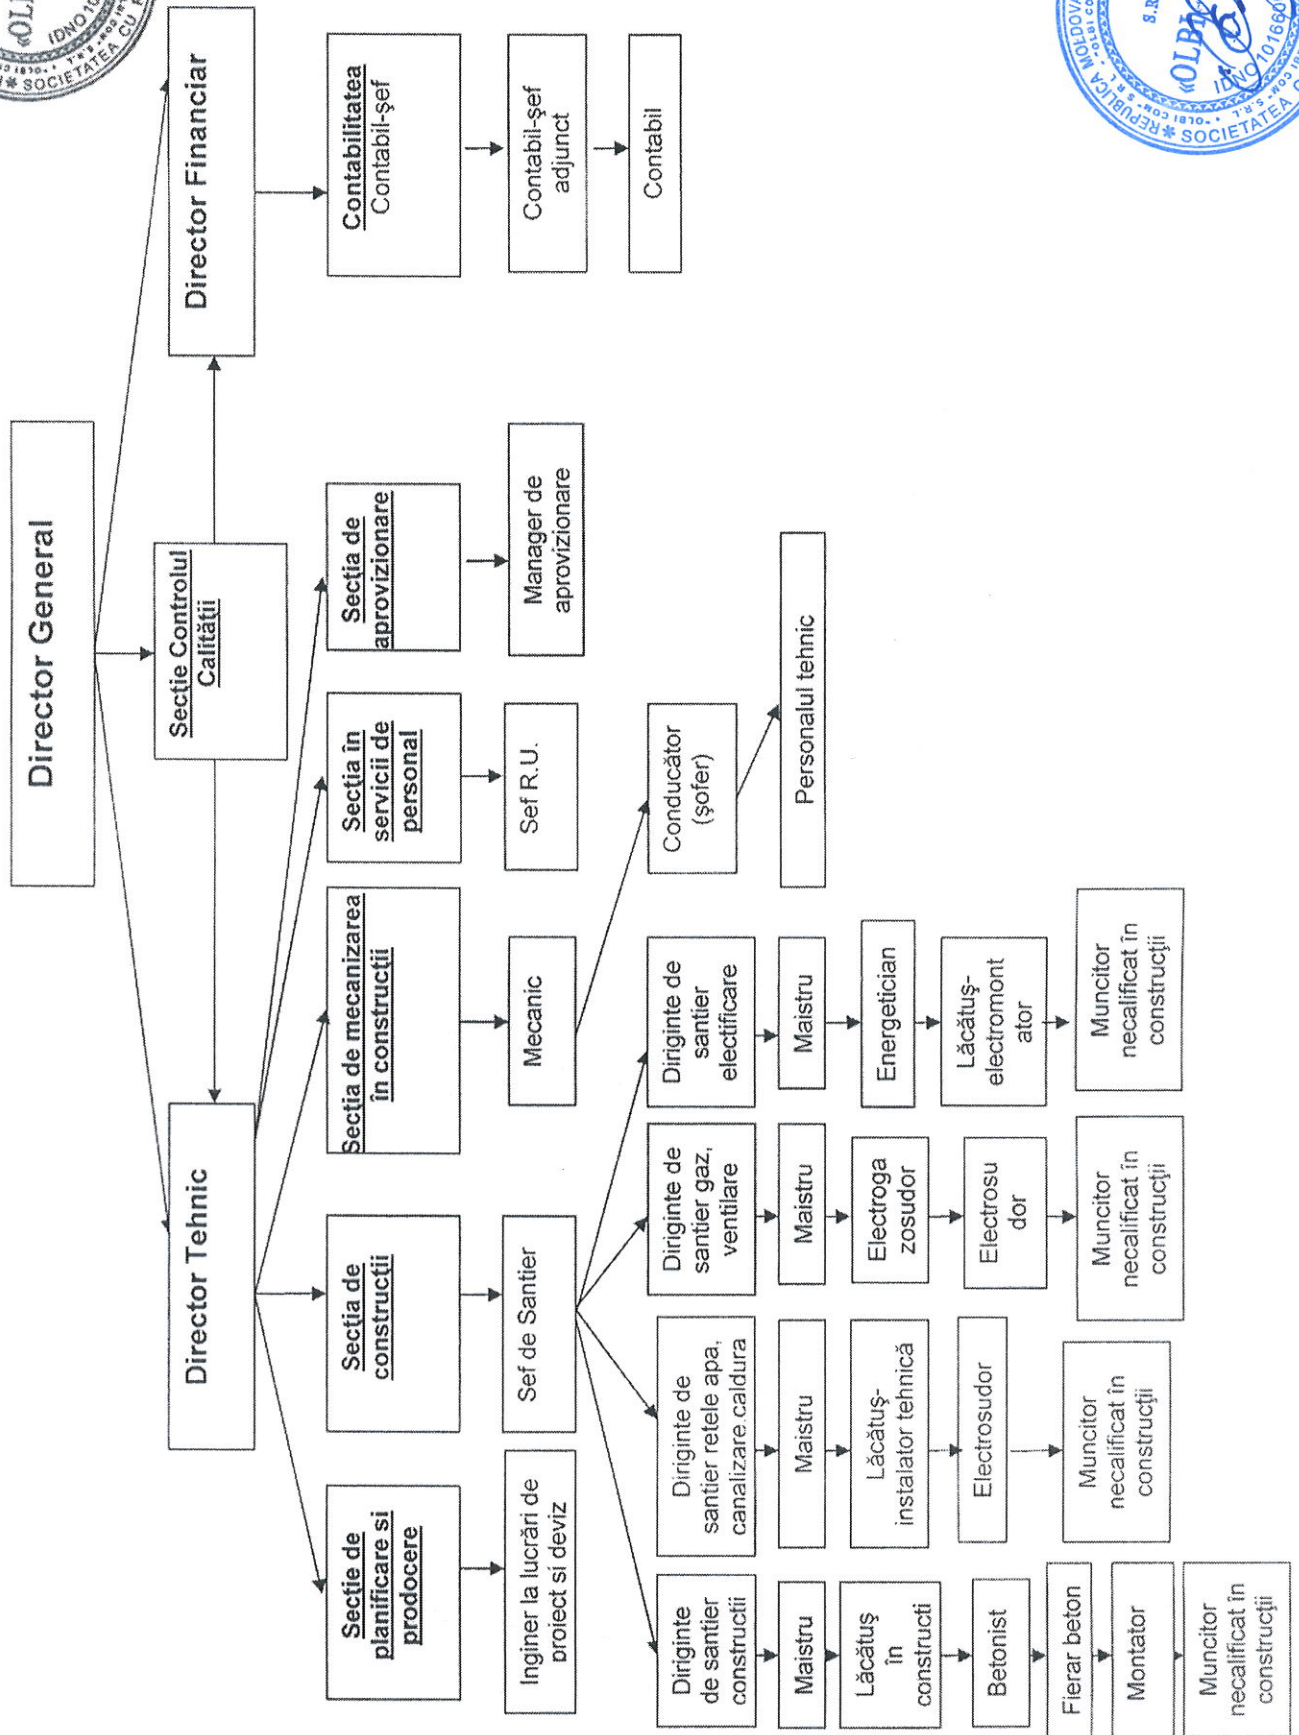 Director General
Secție Controlul
Calității
Director Tehnic
Director Financiar
Secție de
planificare si
prodocere
Secția de
construcții
Secția de mecanizarea
în construcții
Secția în
servicii de
personal
Secția de
aprovizionare
Contabilitatea
Contabil-șef
Inginer la lucrări de
proiect si deviz
Sef de Santier
Mecanic
Sef R.U.
Manager de
aprovizionare
Contabil-șef
adjunct
Contabil
Diriginte
de santier
constructii
Diriginte de
santier retele apa,
canalizare.caldura
Diriginte de
santier gaz,
ventilare
Diriginte de
santier
electificare
Conducător
(șofer)
Maistru
Maistru
Maistru
Maistru
Personalul tehnic
Lăcătuș
în
constructi
Lăcătuș-
instalator tehnică
Electroga
zosudor
Energetician
Betonist
Electrosudor
Electrosu
dor
Lăcătuș-
electromont
ator
Fierar beton
Montator
Muncitor
necalificat în
construcții
Muncitor
necalificat în
construcții
Muncitor
necalificat în
construcții
Muncitor
necalificat în
construcții
SOCIETATEA CU
REPUBLICA MOLDOVA
SOCIETATEA